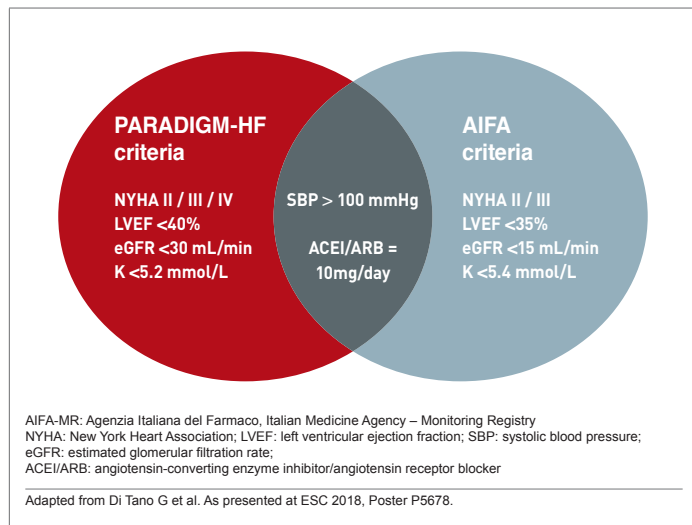 PARADIGM-HF
criteria
NYHA II / III / IV
LVEF <40%
eGFR <30 mL/min
K <5.2 mmol/L
SBP > 100 mmHg
ACEI/ARB =
10mg/day
AIFA
criteria
NYHA II / III
LVEF <35%
eGFR <15 mL/min
K <5.4 mmol/L
AIFA-MR: Agenzia Italiana del Farmaco, Italian Medicine Agency – Monitoring Registry
NYHA: New York Heart Association; LVEF: left ventricular ejection fraction; SBP: systolic blood pressure;
eGFR: estimated glomerular filtration rate;
ACEI/ARB: angiotensin-converting enzyme inhibitor/angiotensin receptor blocker
Adapted from Di Tano G et al. As presented at ESC 2018, Poster P5678.